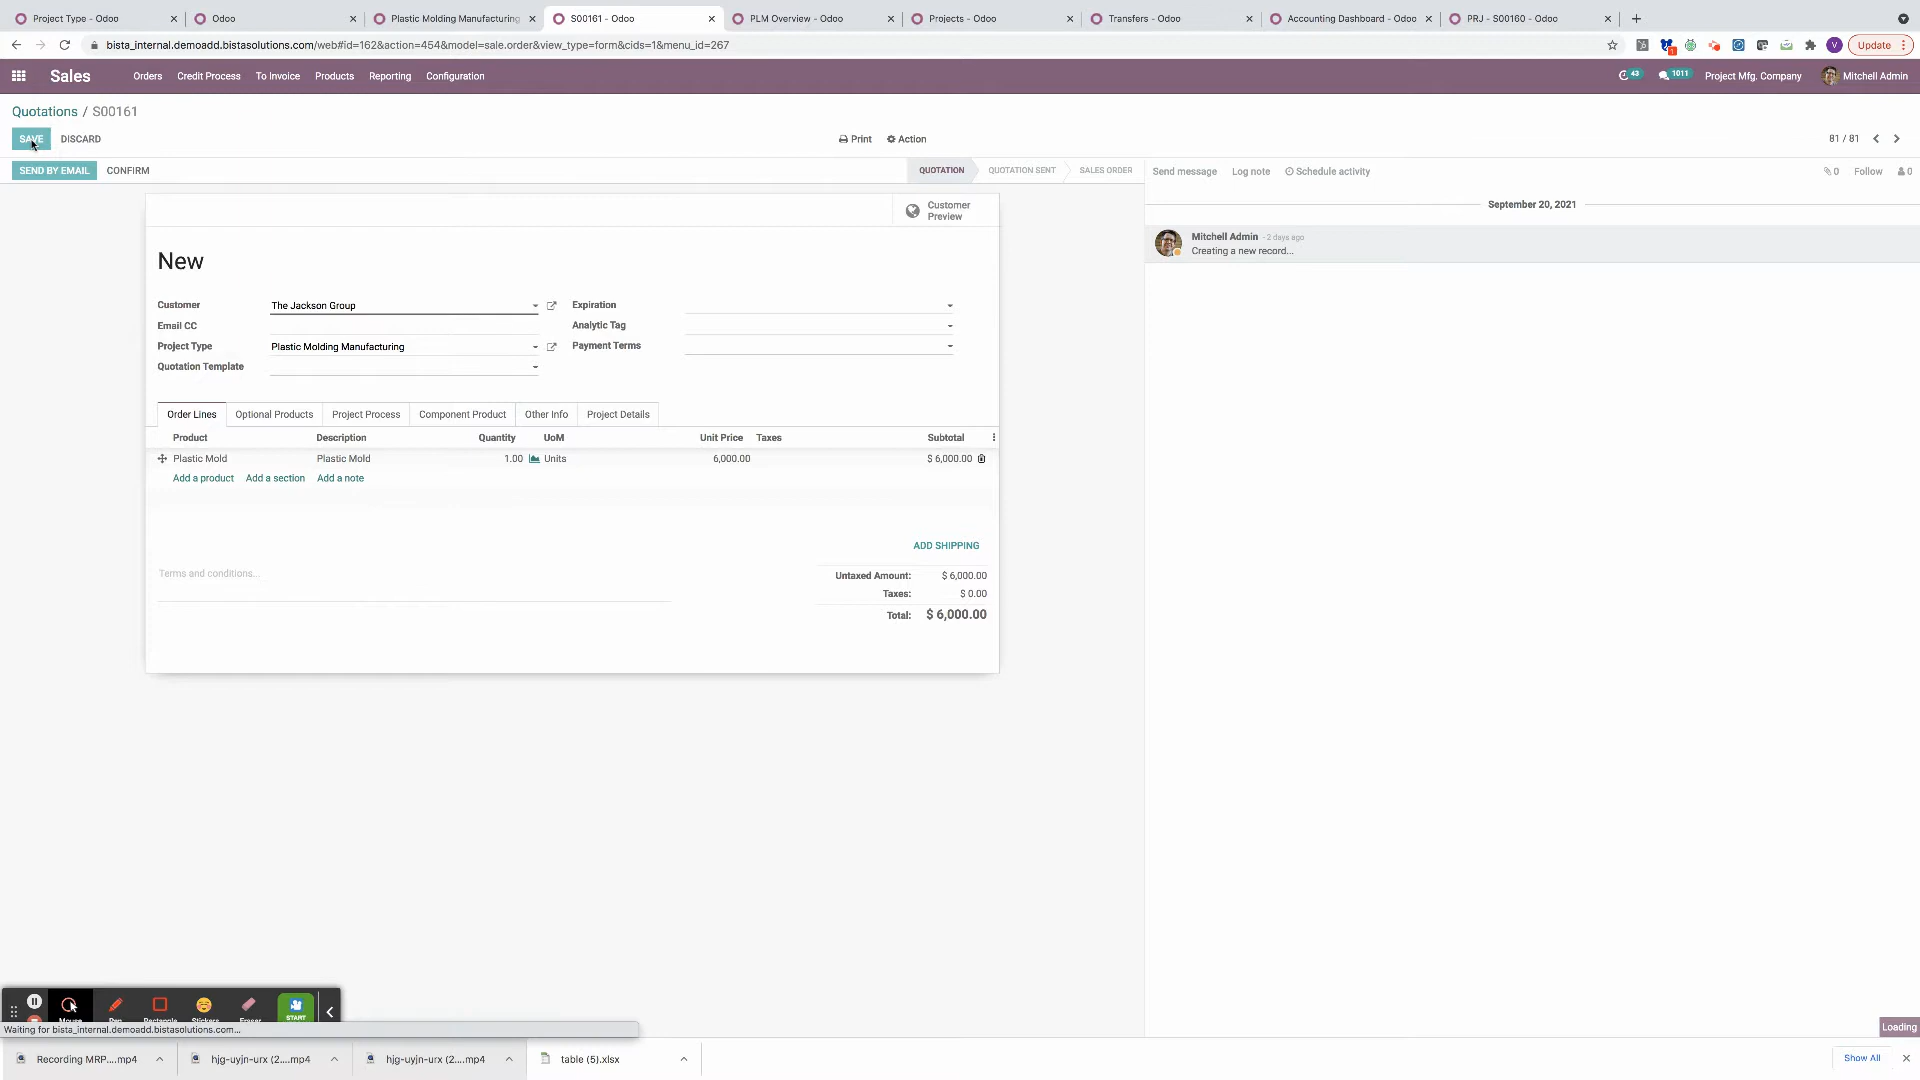 Project Type - Odoo
Odoo
Plastic Molding Manufacturing
S00161 - Odoo
PLM Overview - Odoo
Projects - Odoo
Transfers - Odoo
Accounting Dashboard - Odoo
PRJ - S00160 - Odoo
bista_internal.demoadd.bistasolutions.com/web#id=162&action=454&model=sale.order&view_type=form&cids=1&menu_id=267
1
V
Update
Sales
Orders
Credit Process
To Invoice
Products
Reporting
Configuration
43
1011
Project Mfg. Company
Mitchell Admin
Quotations / S00161
SAVE
DISCARD
Print
Action
81 / 81
SEND BY EMAIL
CONFIRM
QUOTATION
QUOTATION SENT
SALES ORDER
Send message
Log note
Schedule activity
0
Follow
0
September 20, 2021
Mitchell Admin - 2 days ago
Creating a new record...
Customer Preview
New
Customer
The Jackson Group
Expiration
Email CC
Analytic Tag
Project Type
Plastic Molding Manufacturing
Payment Terms
Quotation Template
Order Lines
Optional Products
Project Process
Component Product
Other Info
Project Details
Product
Description
Quantity
UoM
Unit Price
Taxes
Subtotal
Plastic Mold
Plastic Mold
1.00
Units
6,000.00
$ 6,000.00
Add a product
Add a section
Add a note
ADD SHIPPING
Terms and conditions...
Untaxed Amount:
$ 6,000.00
Taxes:
$ 0.00
Total:
$ 6,000.00
Mouse
Pen
Rectangle
Stickers
Eraser
START
Waiting for bista_internal.demoadd.bistasolutions.com...
Loading
Recording MRP....mp4
hjg-uyjn-urx (2....mp4
hjg-uyjn-urx (2....mp4
table (5).xlsx
Show All